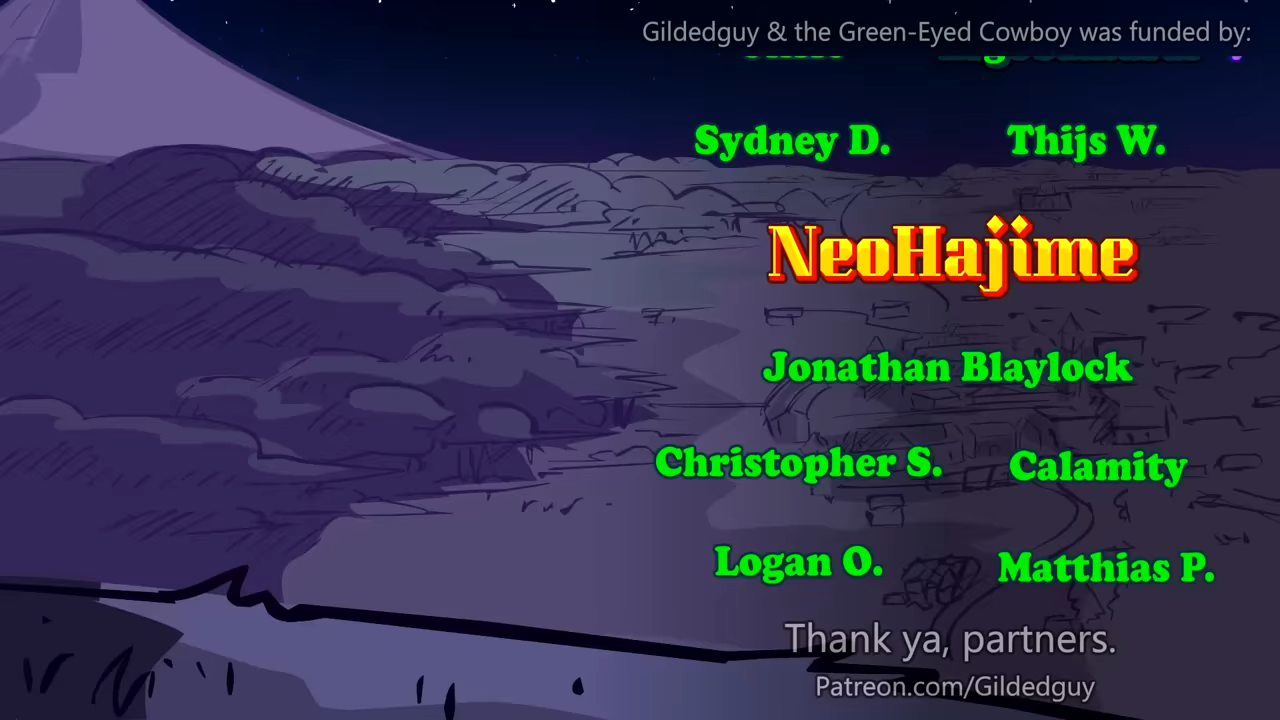 Gildedguy & the Green-Eyed Cowboy was funded by:
Sydney D. Thijs W.
NeoHajime
Jonathan Blaylock
Christopher S. Calamity
Logan O. Matthias P.
Thank ya, partners.
Patreon.com/Gildedguy